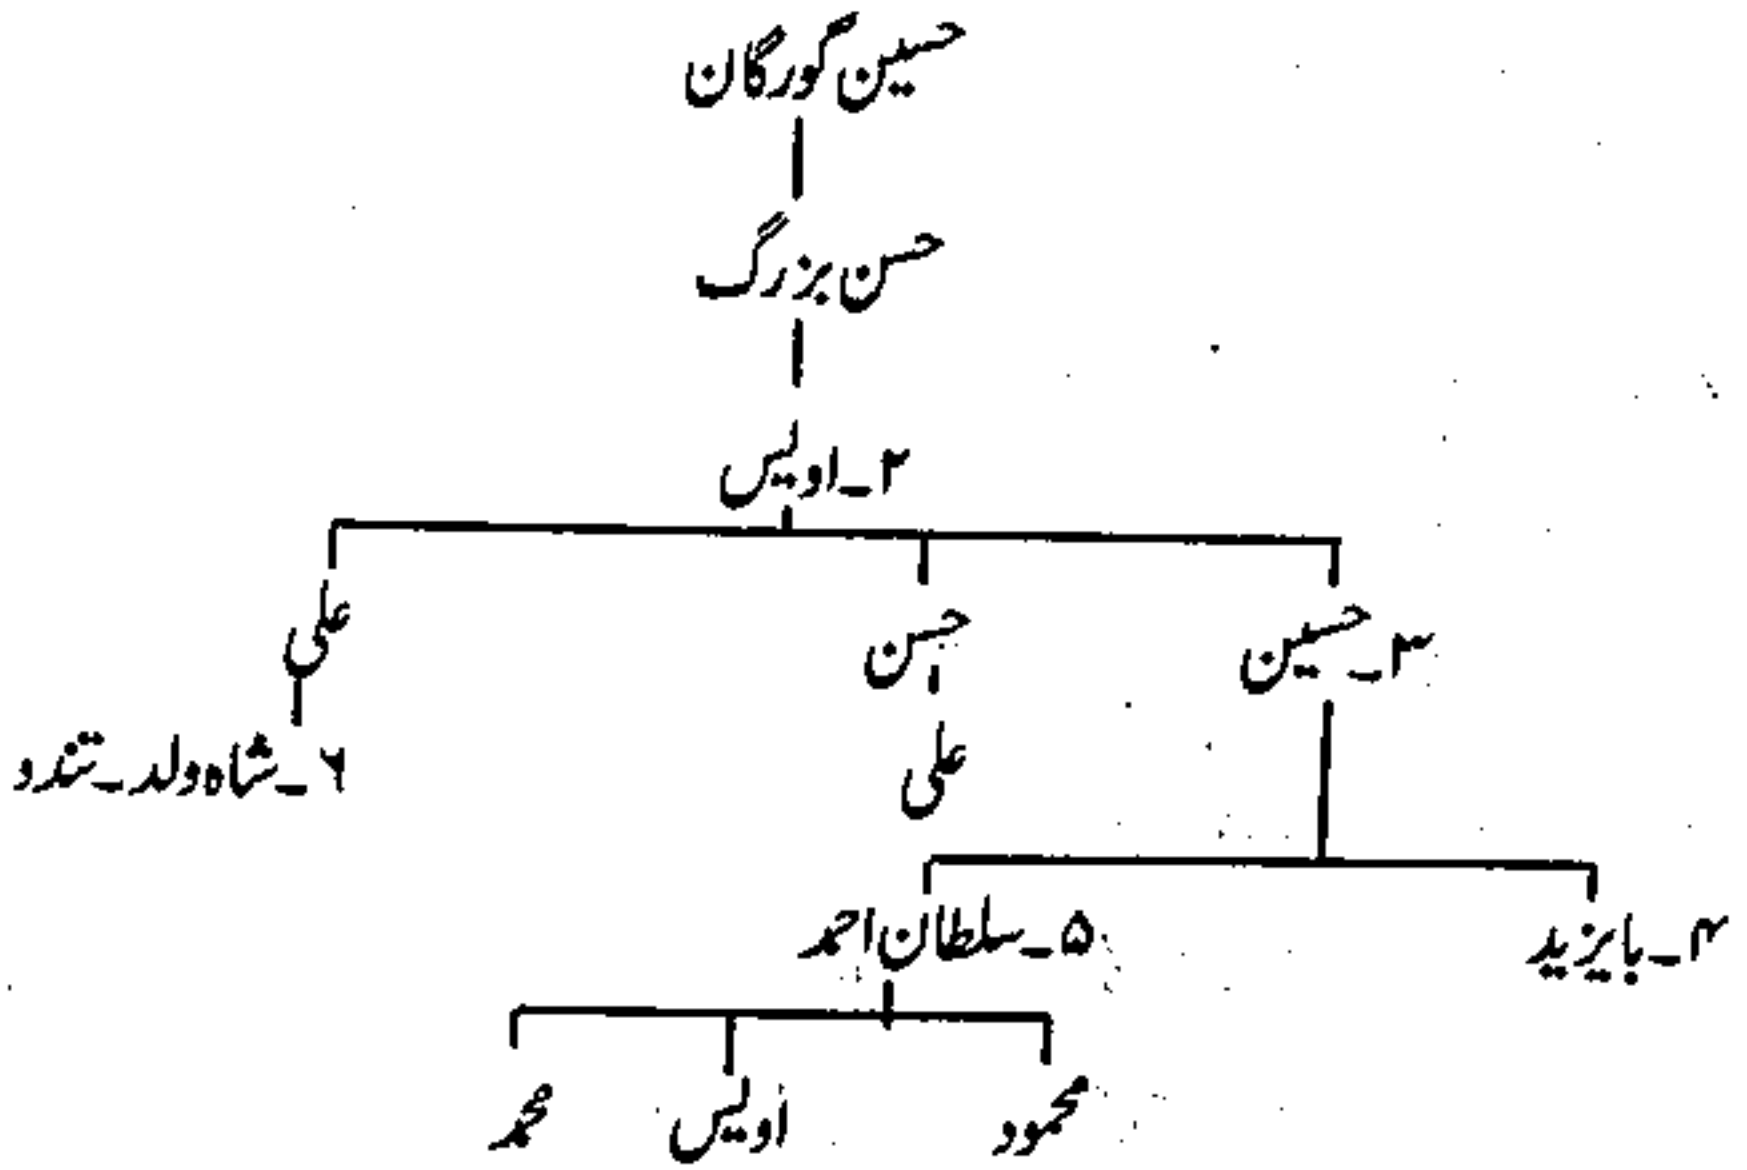 حسین گورگان
حسن بزرگ
۲۔اویس
۳۔حسین
حسن
علی
علی
۶۔شاہ ولد۔تندو
۴۔بایزید
۵۔سلطان احمد
محمود
اویس
محمد